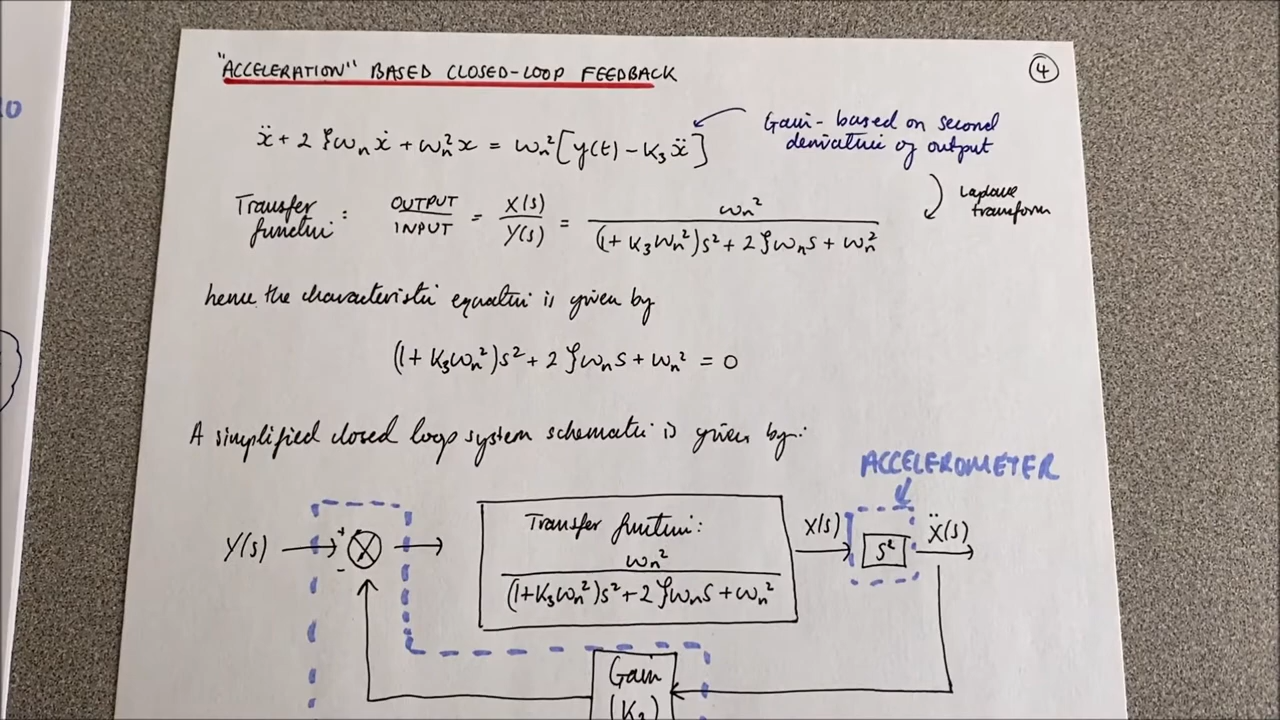 "ACCELERATION" BASED CLOSED-LOOP FEEDBACK
4
ẍ + 2ζωₙẋ + ωₙ²x = ωₙ²[y(t) - K₃ẍ]
Gain - based on second
derivative of output
Laplace
transform
Transfer
function : OUTPUT/INPUT = X(s)/Y(s) = ωₙ²/((1+K₃ωₙ²)s² + 2ζωₙs + ωₙ²)
hence the characteristic equation is given by
(1+K₃ωₙ²)s² + 2ζωₙs + ωₙ² = 0
A simplified closed loop system schematic is given by:
ACCELEROMETER
Y(s)
+
-
Transfer function:
ωₙ²/((1+K₃ωₙ²)s² + 2ζωₙs + ωₙ²)
X(s)
s²
Ẍ(s)
Gain
(K₃)